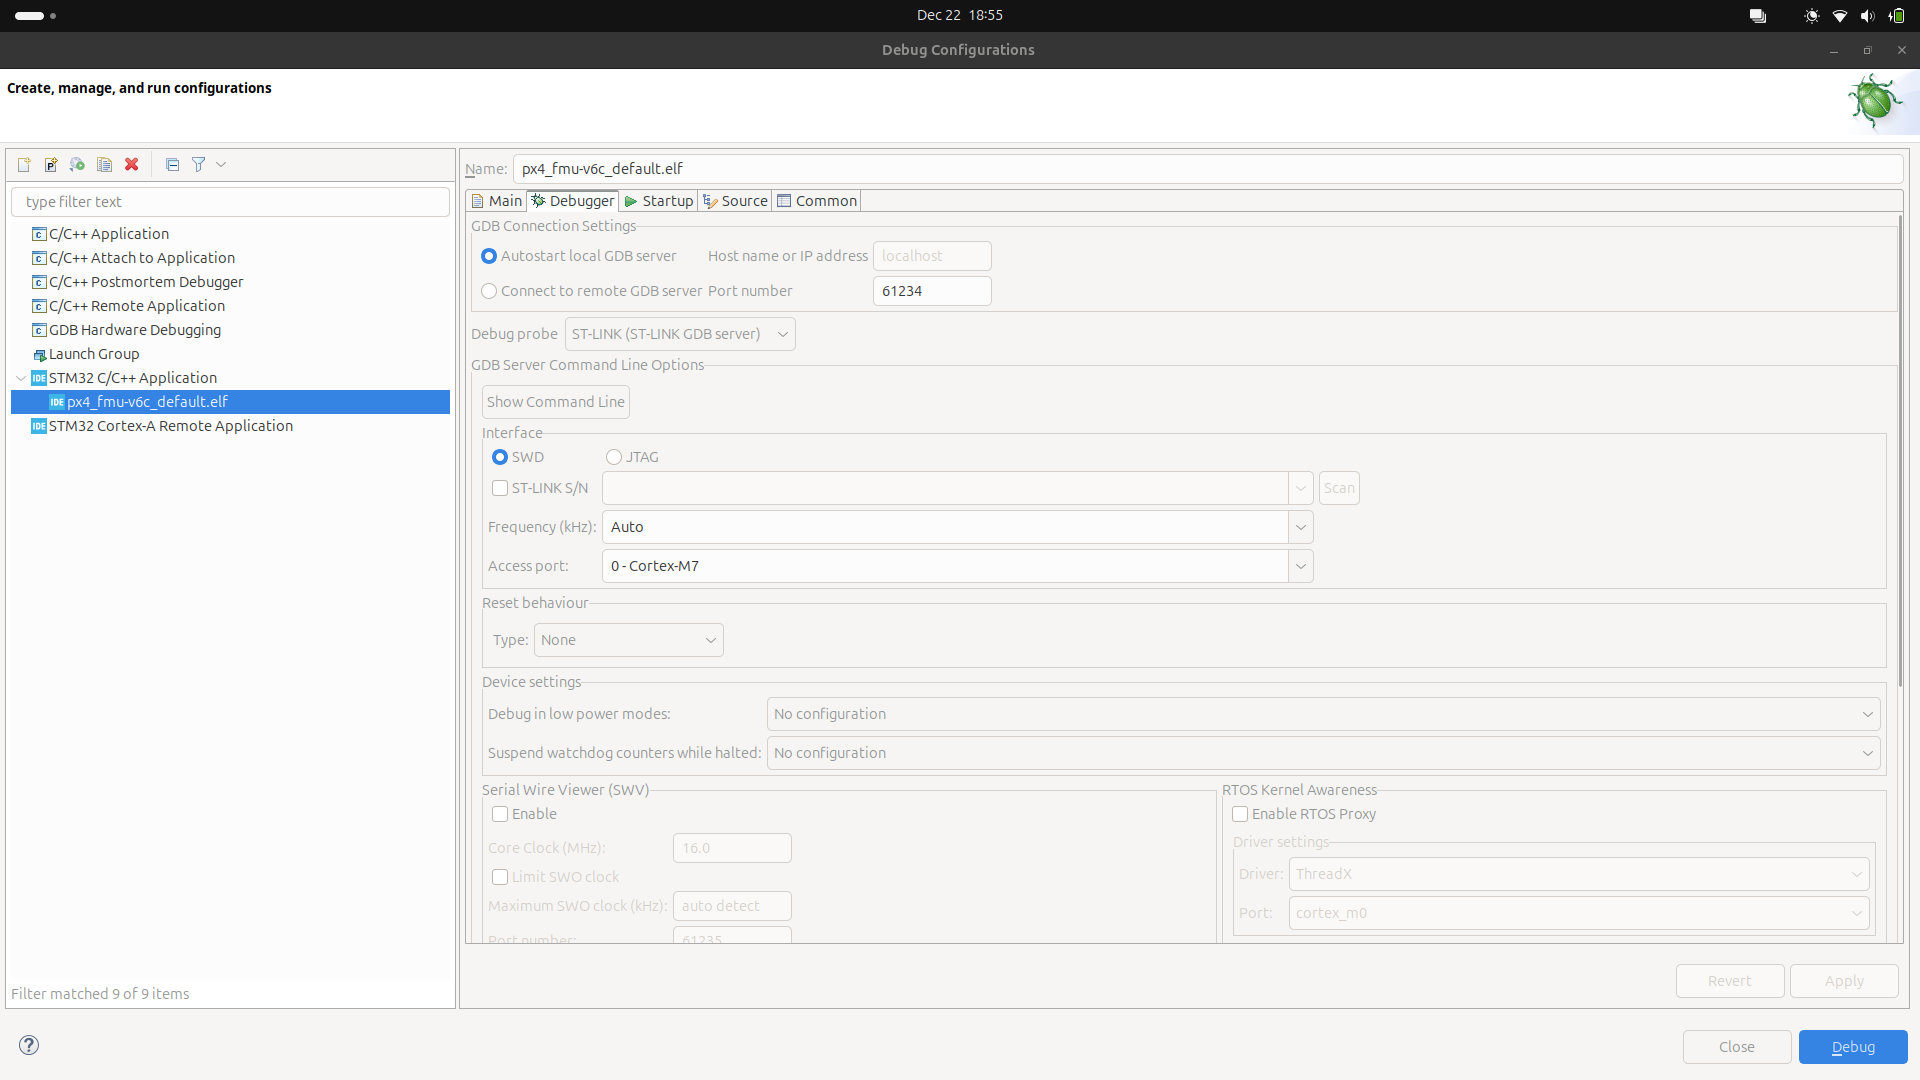 Dec 22 18:55
Debug Configurations
Create, manage, and run configurations
type filter text
C/C++ Application
C/C++ Attach to Application
C/C++ Postmortem Debugger
C/C++ Remote Application
GDB Hardware Debugging
Launch Group
IDE STM32 C/C++ Application
IDE px4_fmu-v6c_default.elf
IDE STM32 Cortex-A Remote Application
Filter matched 9 of 9 items
Name: px4_fmu-v6c_default.elf
Main Debugger Startup Source Common
GDB Connection Settings
Autostart local GDB server Host name or IP address localhost
Connect to remote GDB server Port number 61234
Debug probe ST-LINK (ST-LINK GDB server)
GDB Server Command Line Options
Show Command Line
Interface
SWD JTAG
ST-LINK S/N Scan
Frequency (kHz): Auto
Access port: 0 - Cortex-M7
Reset behaviour
Type: None
Device settings
Debug in low power modes: No configuration
Suspend watchdog counters while halted: No configuration
Serial Wire Viewer (SWV)
Enable
Core Clock (MHz): 16.0
Limit SWO clock
Maximum SWO clock (kHz): auto detect
Port number: 61235
RTOS Kernel Awareness
Enable RTOS Proxy
Driver settings
Driver: ThreadX
Port: cortex_m0
Revert Apply
? Close Debug